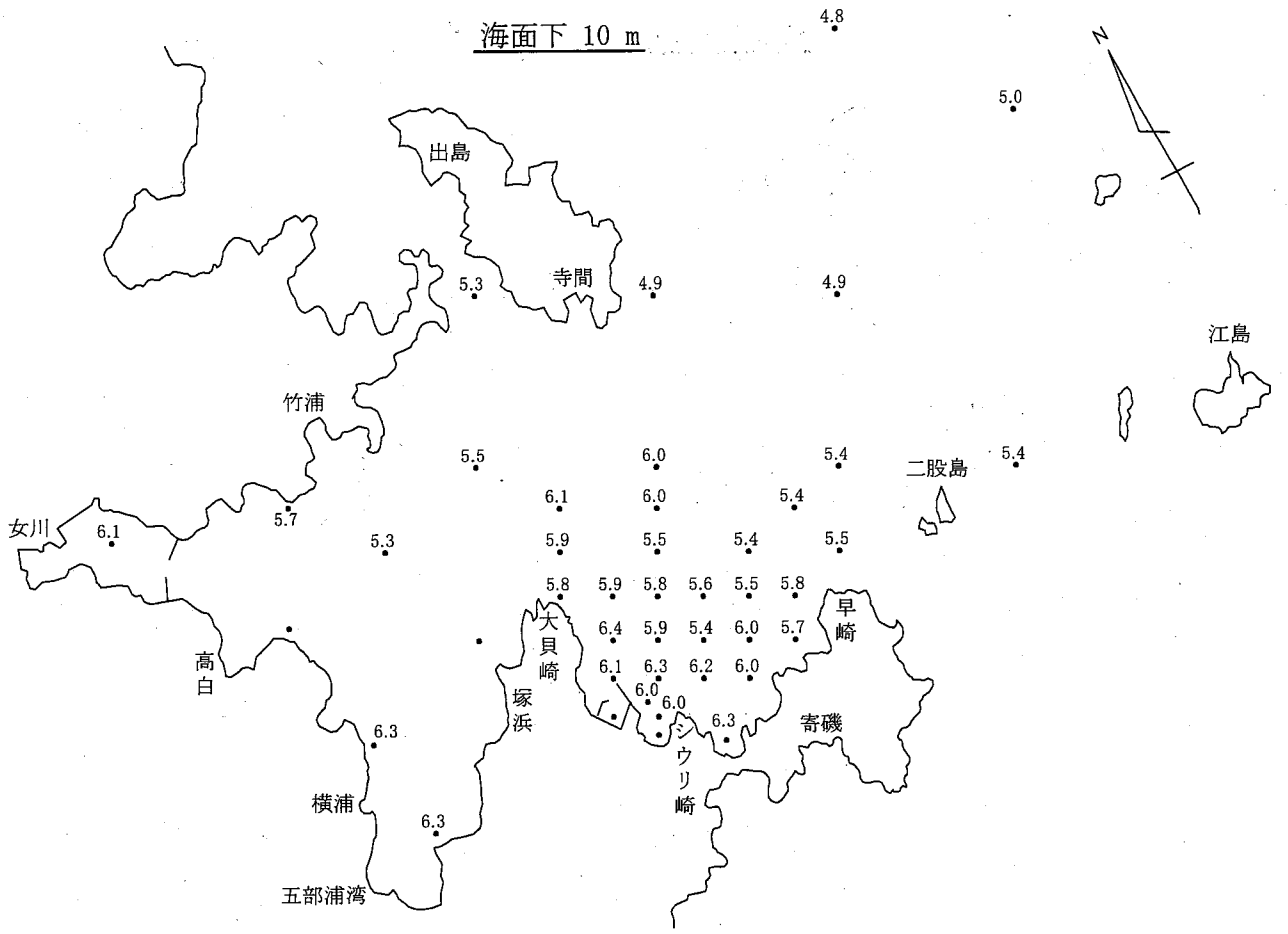 海面下 10 m
4.8
N
5.0
出島
寺間
5.3
4.9
4.9
江島
竹浦
5.5
6.0
5.4
5.4
二股島
6.1
6.0
5.4
5.7
女川
6.1
5.3
5.9
5.5
5.4
5.5
5.8
5.9
5.8
5.6
5.5
5.8
大貝崎
早崎
6.4
5.9
5.4
6.0
5.7
高白
6.1
6.3
6.2
6.0
塚浜
6.0
6.0
6.3
寄磯
シウリ崎
6.3
横浦
6.3
五部浦湾